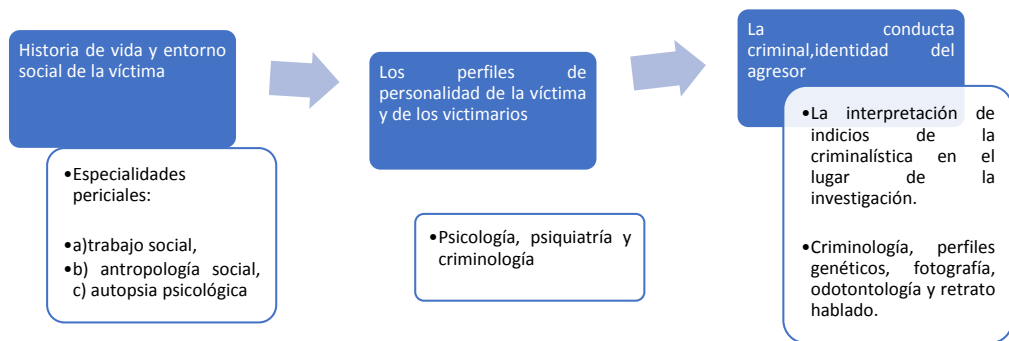 Historia de vida y entorno
social de la víctima
•Especialidades
periciales:
•a)trabajo social,
•b) antropología social,
c) autopsia psicológica
Los perfiles de
personalidad de la víctima
y de los victimarios
•Psicología, psiquiatría y
criminología
La conducta
criminal,identidad del
agresor
•La interpretación de
indicios de la
criminalística en el
lugar de la
investigación.
•Criminología, perfiles
genéticos, fotografía,
odotontología y retrato
hablado.